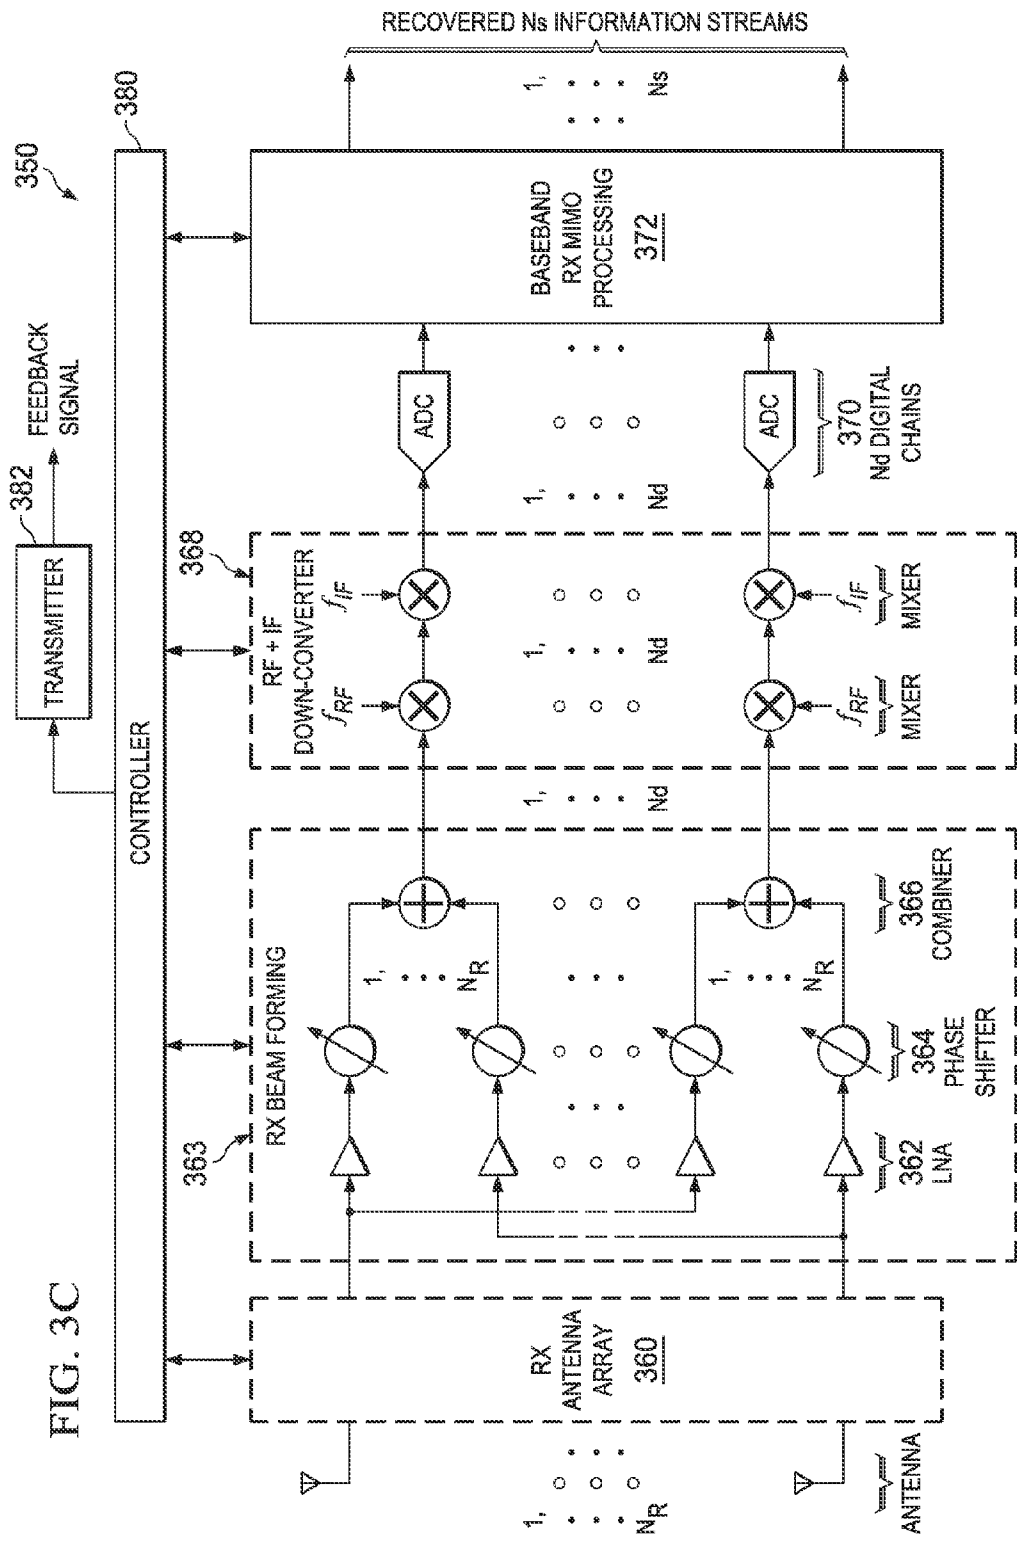 FIG. 3C
350
TRANSMITTER
382
FEEDBACK
SIGNAL
CONTROLLER
380
363
RX BEAM FORMING
368
RF + IF
DOWN-CONVERTER
fRF
fIF
ADC
1,
NR
1,
NR
RX
ANTENNA
ARRAY
360
1,
NR
1,
Nd
1,
Nd
1,
Nd
BASEBAND
RX MIMO
PROCESSING
372
1,
Ns
RECOVERED Ns INFORMATION STREAMS
ADC
fRF
fIF
ANTENNA
362
LNA
364
PHASE
SHIFTER
366
COMBINER
MIXER
MIXER
370
Nd DIGITAL
CHAINS